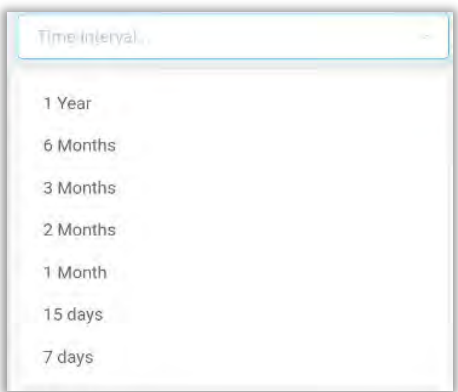 Time Interval...
1 Year
6 Months
3 Months
2 Months
1 Month
15 days
7 days